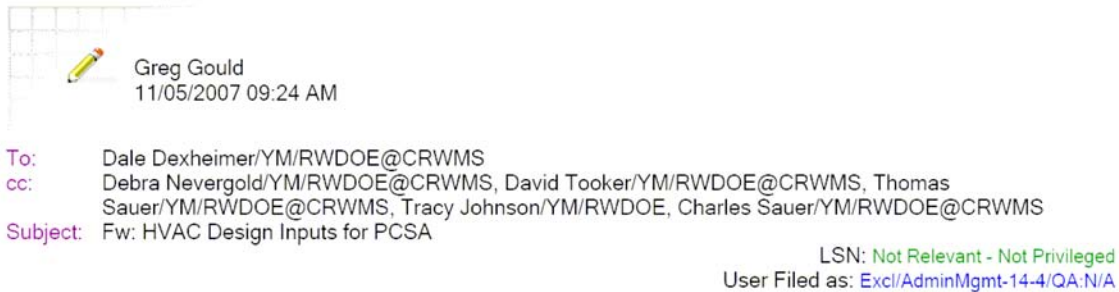 Greg Gould
11/05/2007 09:24 AM
To: Dale Dexheimer/YM/RWDOE@CRWMS
cc: Debra Nevergold/YM/RWDOE@CRWMS, David Tooker/YM/RWDOE@CRWMS, Thomas
Sauer/YM/RWDOE@CRWMS, Tracy Johnson/YM/RWDOE, Charles Sauer/YM/RWDOE@CRWMS
Subject: Fw: HVAC Design Inputs for PCSA
LSN: Not Relevant - Not Privileged
User Filed as: Excl/AdminMgmt-14-4/QA:N/A